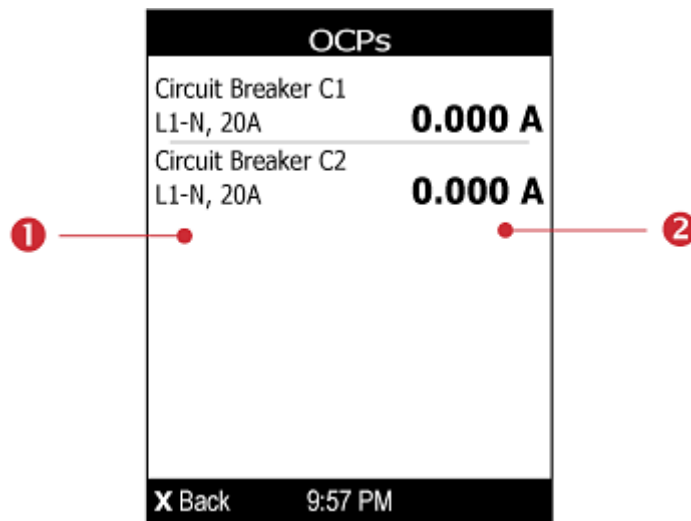 OCPs
Circuit Breaker C1
L1-N, 20A 0.000 A
Circuit Breaker C2
L1-N, 20A 0.000 A
1 2
X Back 9:57 PM